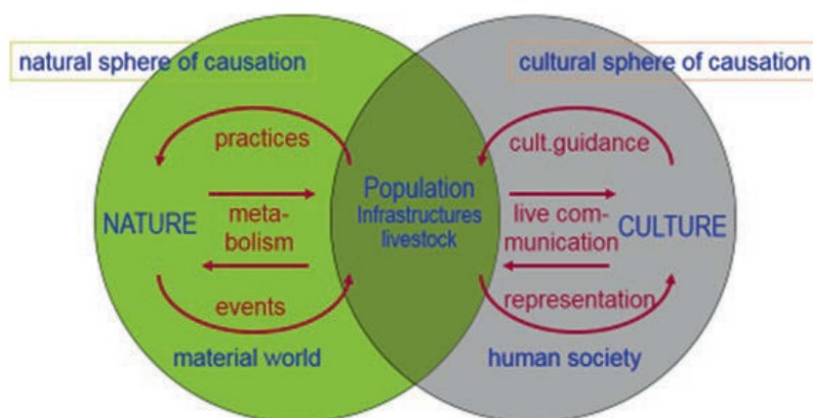 natural sphere of causation
cultural sphere of causation
practices
cult.guidance
Population
Infrastructures
livestock
NATURE
meta-
bolism
live com-
munication
CULTURE
events
representation
material world
human society